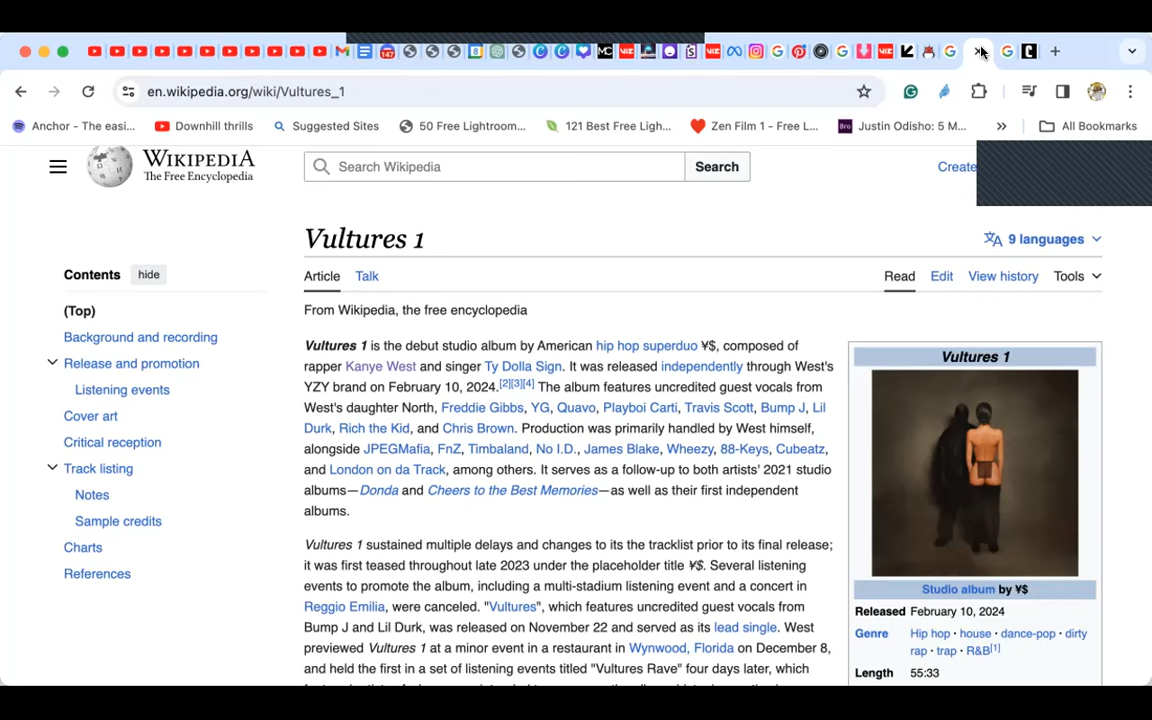 147
8
MC
VIZ
VIZ
VIZ
en.wikipedia.org/wiki/Vultures_1
Anchor - The easi...
Downhill thrills
Suggested Sites
50 Free Lightroom...
121 Best Free Ligh...
Zen Film 1 - Free L...
Justin Odisho: 5 M...
»
All Bookmarks
WIKIPEDIA
The Free Encyclopedia
Search Wikipedia
Search
Create
Vultures 1
9 languages
Contents
hide
Article
Talk
Read
Edit
View history
Tools
(Top)
Background and recording
Release and promotion
Listening events
Cover art
Critical reception
Track listing
Notes
Sample credits
Charts
References
From Wikipedia, the free encyclopedia
Vultures 1 is the debut studio album by American hip hop superduo ¥$, composed of
rapper Kanye West and singer Ty Dolla Sign. It was released independently through West's
YZY brand on February 10, 2024.[2][3][4] The album features uncredited guest vocals from
West's daughter North, Freddie Gibbs, YG, Quavo, Playboi Carti, Travis Scott, Bump J, Lil
Durk, Rich the Kid, and Chris Brown. Production was primarily handled by West himself,
alongside JPEGMafia, FnZ, Timbaland, No I.D., James Blake, Wheezy, 88-Keys, Cubeatz,
and London on da Track, among others. It serves as a follow-up to both artists' 2021 studio
albums—Donda and Cheers to the Best Memories—as well as their first independent
albums.
Vultures 1 sustained multiple delays and changes to its the tracklist prior to its final release;
it was first teased throughout late 2023 under the placeholder title ¥$. Several listening
events to promote the album, including a multi-stadium listening event and a concert in
Reggio Emilia, were canceled. "Vultures", which features uncredited guest vocals from
Bump J and Lil Durk, was released on November 22 and served as its lead single. West
previewed Vultures 1 at a minor event in a restaurant in Wynwood, Florida on December 8,
and held the first in a set of listening events titled "Vultures Rave" four days later, which
Vultures 1
Studio album by ¥$
Released February 10, 2024
Genre Hip hop · house · dance-pop · dirty
rap · trap · R&B[1]
Length 55:33